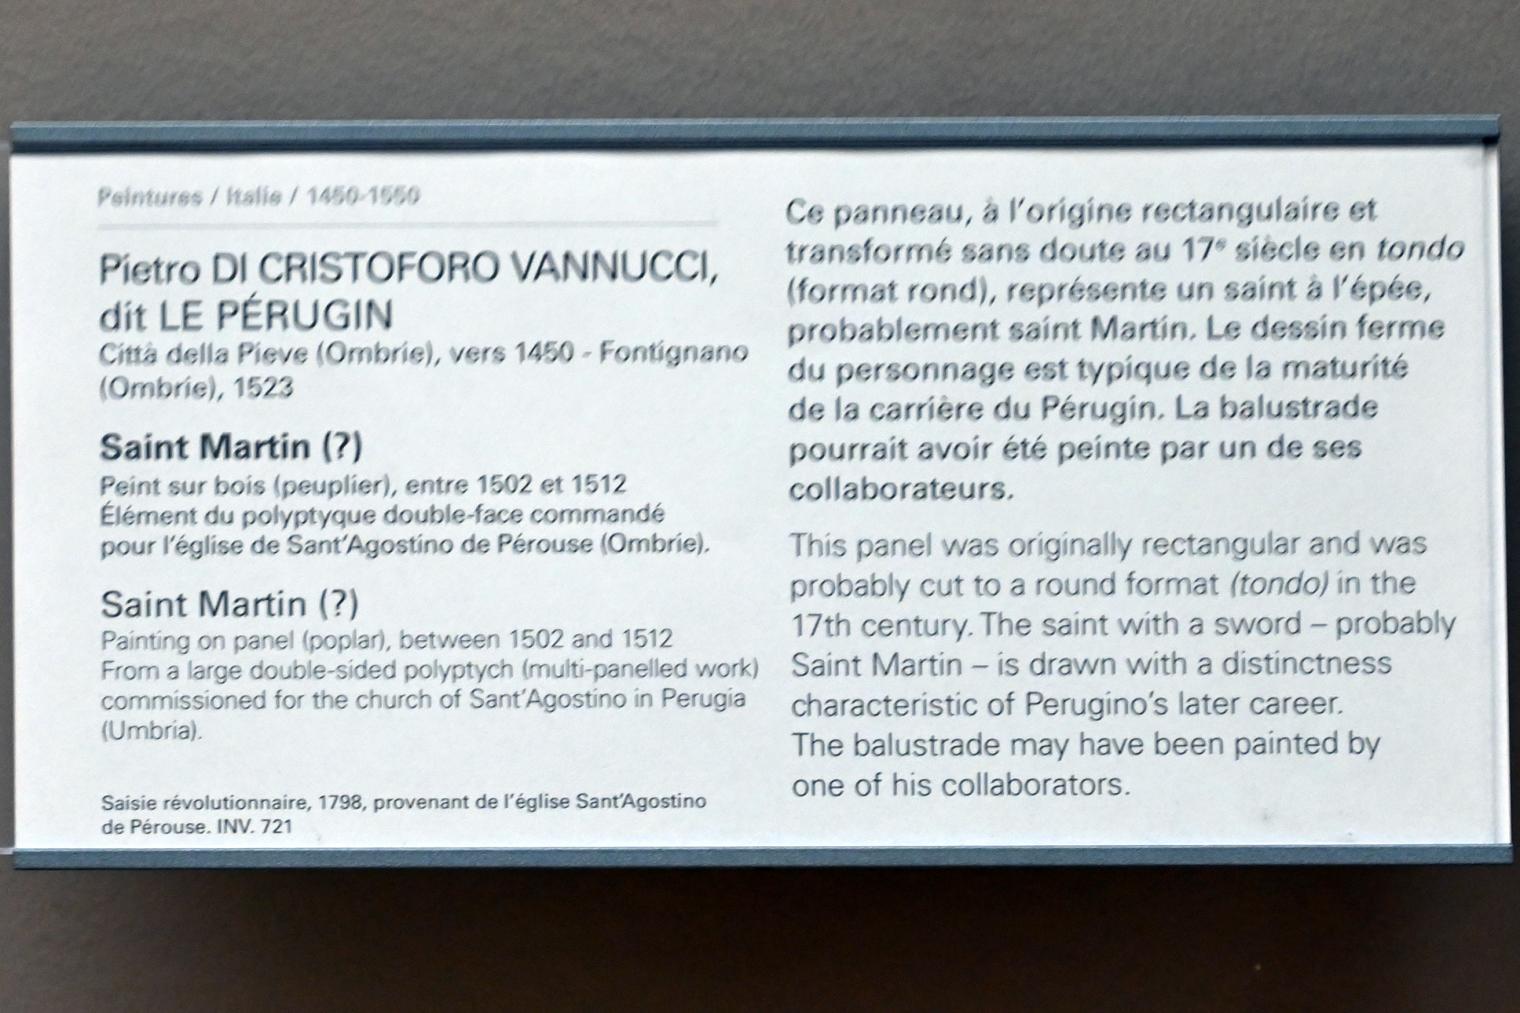 Peintures / Italie / 1450-1550
Pietro DI CRISTOFORO VANNUCCI,
dit LE PÉRUGIN
Città della Pieve (Ombrie), vers 1450 - Fontignano
(Ombrie), 1523
Saint Martin (?)
Peint sur bois (peuplier), entre 1502 et 1512
Élément du polyptyque double-face commandé
pour l'église de Sant'Agostino de Pérouse (Ombrie).
Saint Martin (?)
Painting on panel (poplar), between 1502 and 1512
From a large double-sided polyptych (multi-panelled work)
commissioned for the church of Sant'Agostino in Perugia
(Umbria).
Saisie révolutionnaire, 1798, provenant de l'église Sant'Agostino
de Pérouse. INV. 721
Ce panneau, à l'origine rectangulaire et
transformé sans doute au 17e siècle en tondo
(format rond), représente un saint à l'épée,
probablement saint Martin. Le dessin ferme
du personnage est typique de la maturité
de la carrière du Pérugin. La balustrade
pourrait avoir été peinte par un de ses
collaborateurs.
This panel was originally rectangular and was
probably cut to a round format (tondo) in the
17th century. The saint with a sword – probably
Saint Martin – is drawn with a distinctness
characteristic of Perugino's later career.
The balustrade may have been painted by
one of his collaborators.